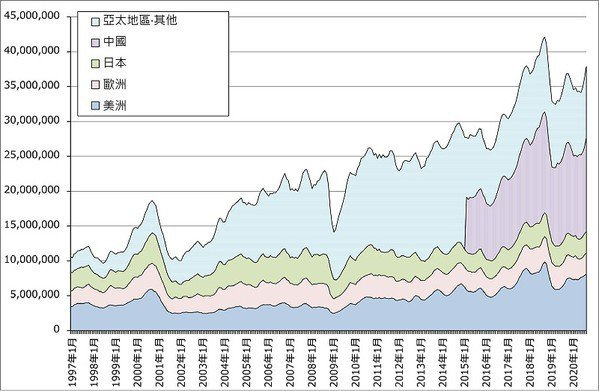 45,000,000
40,000,000
35,000,000
30,000,000
25,000,000
20,000,000
15,000,000
10,000,000
5,000,000
0
亞太地區-其他
中國
日本
歐洲
美洲
1997年1月
1998年1月
1999年1月
2000年1月
2001年1月
2002年1月
2003年1月
2004年1月
2005年1月
2006年1月
2007年1月
2008年1月
2009年1月
2010年1月
2011年1月
2012年1月
2013年1月
2014年1月
2015年1月
2016年1月
2017年1月
2018年1月
2019年1月
2020年1月